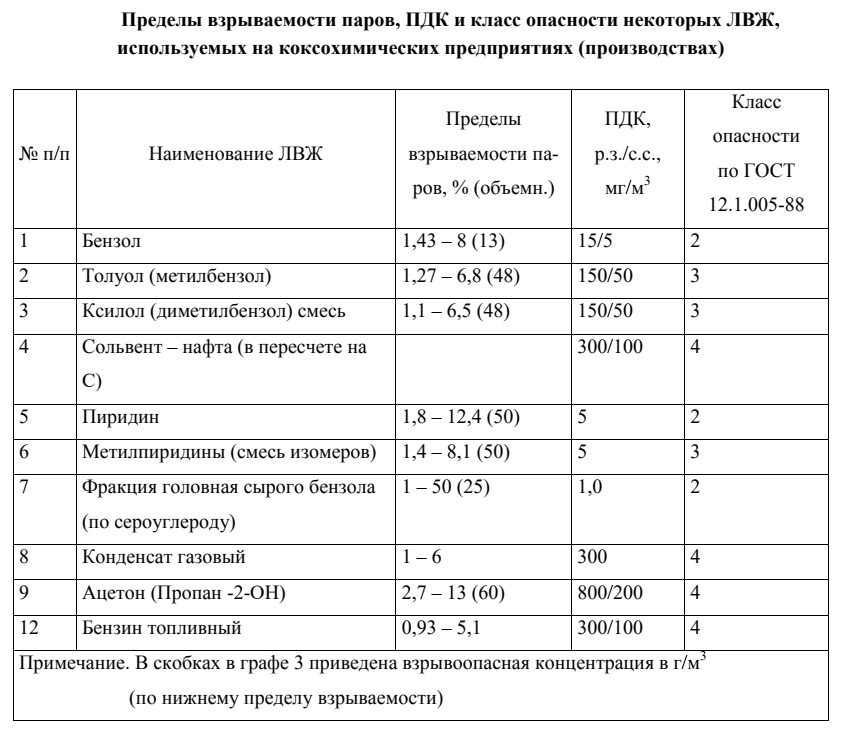 Пределы взрываемости паров, ПДК и класс опасности некоторых ЛВЖ,
используемых на коксохимических предприятиях (производствах)
№ п/п Наименование ЛВЖ Пределы взрываемости па- ров, % (объемн.) ПДК, р.з./с.с., мг/м³ Класс опасности по ГОСТ 12.1.005-88
1 Бензол 1,43 – 8 (13) 15/5 2
2 Толуол (метилбензол) 1,27 – 6,8 (48) 150/50 3
3 Ксилол (диметилбензол) смесь 1,1 – 6,5 (48) 150/50 3
4 Сольвент – нафта (в пересчете на 300/100 4
С)
5 Пиридин 1,8 – 12,4 (50) 5 2
6 Метилпиридины (смесь изомеров) 1,4 – 8,1 (50) 5 3
7 Фракция головная сырого бензола 1 – 50 (25) 1,0 2
(по сероуглероду)
8 Конденсат газовый 1 – 6 300 4
9 Ацетон (Пропан -2-ОН) 2,7 – 13 (60) 800/200 4
12 Бензин топливный 0,93 – 5,1 300/100 4
Примечание. В скобках в графе 3 приведена взрывоопасная концентрация в г/м³
(по нижнему пределу взрываемости)